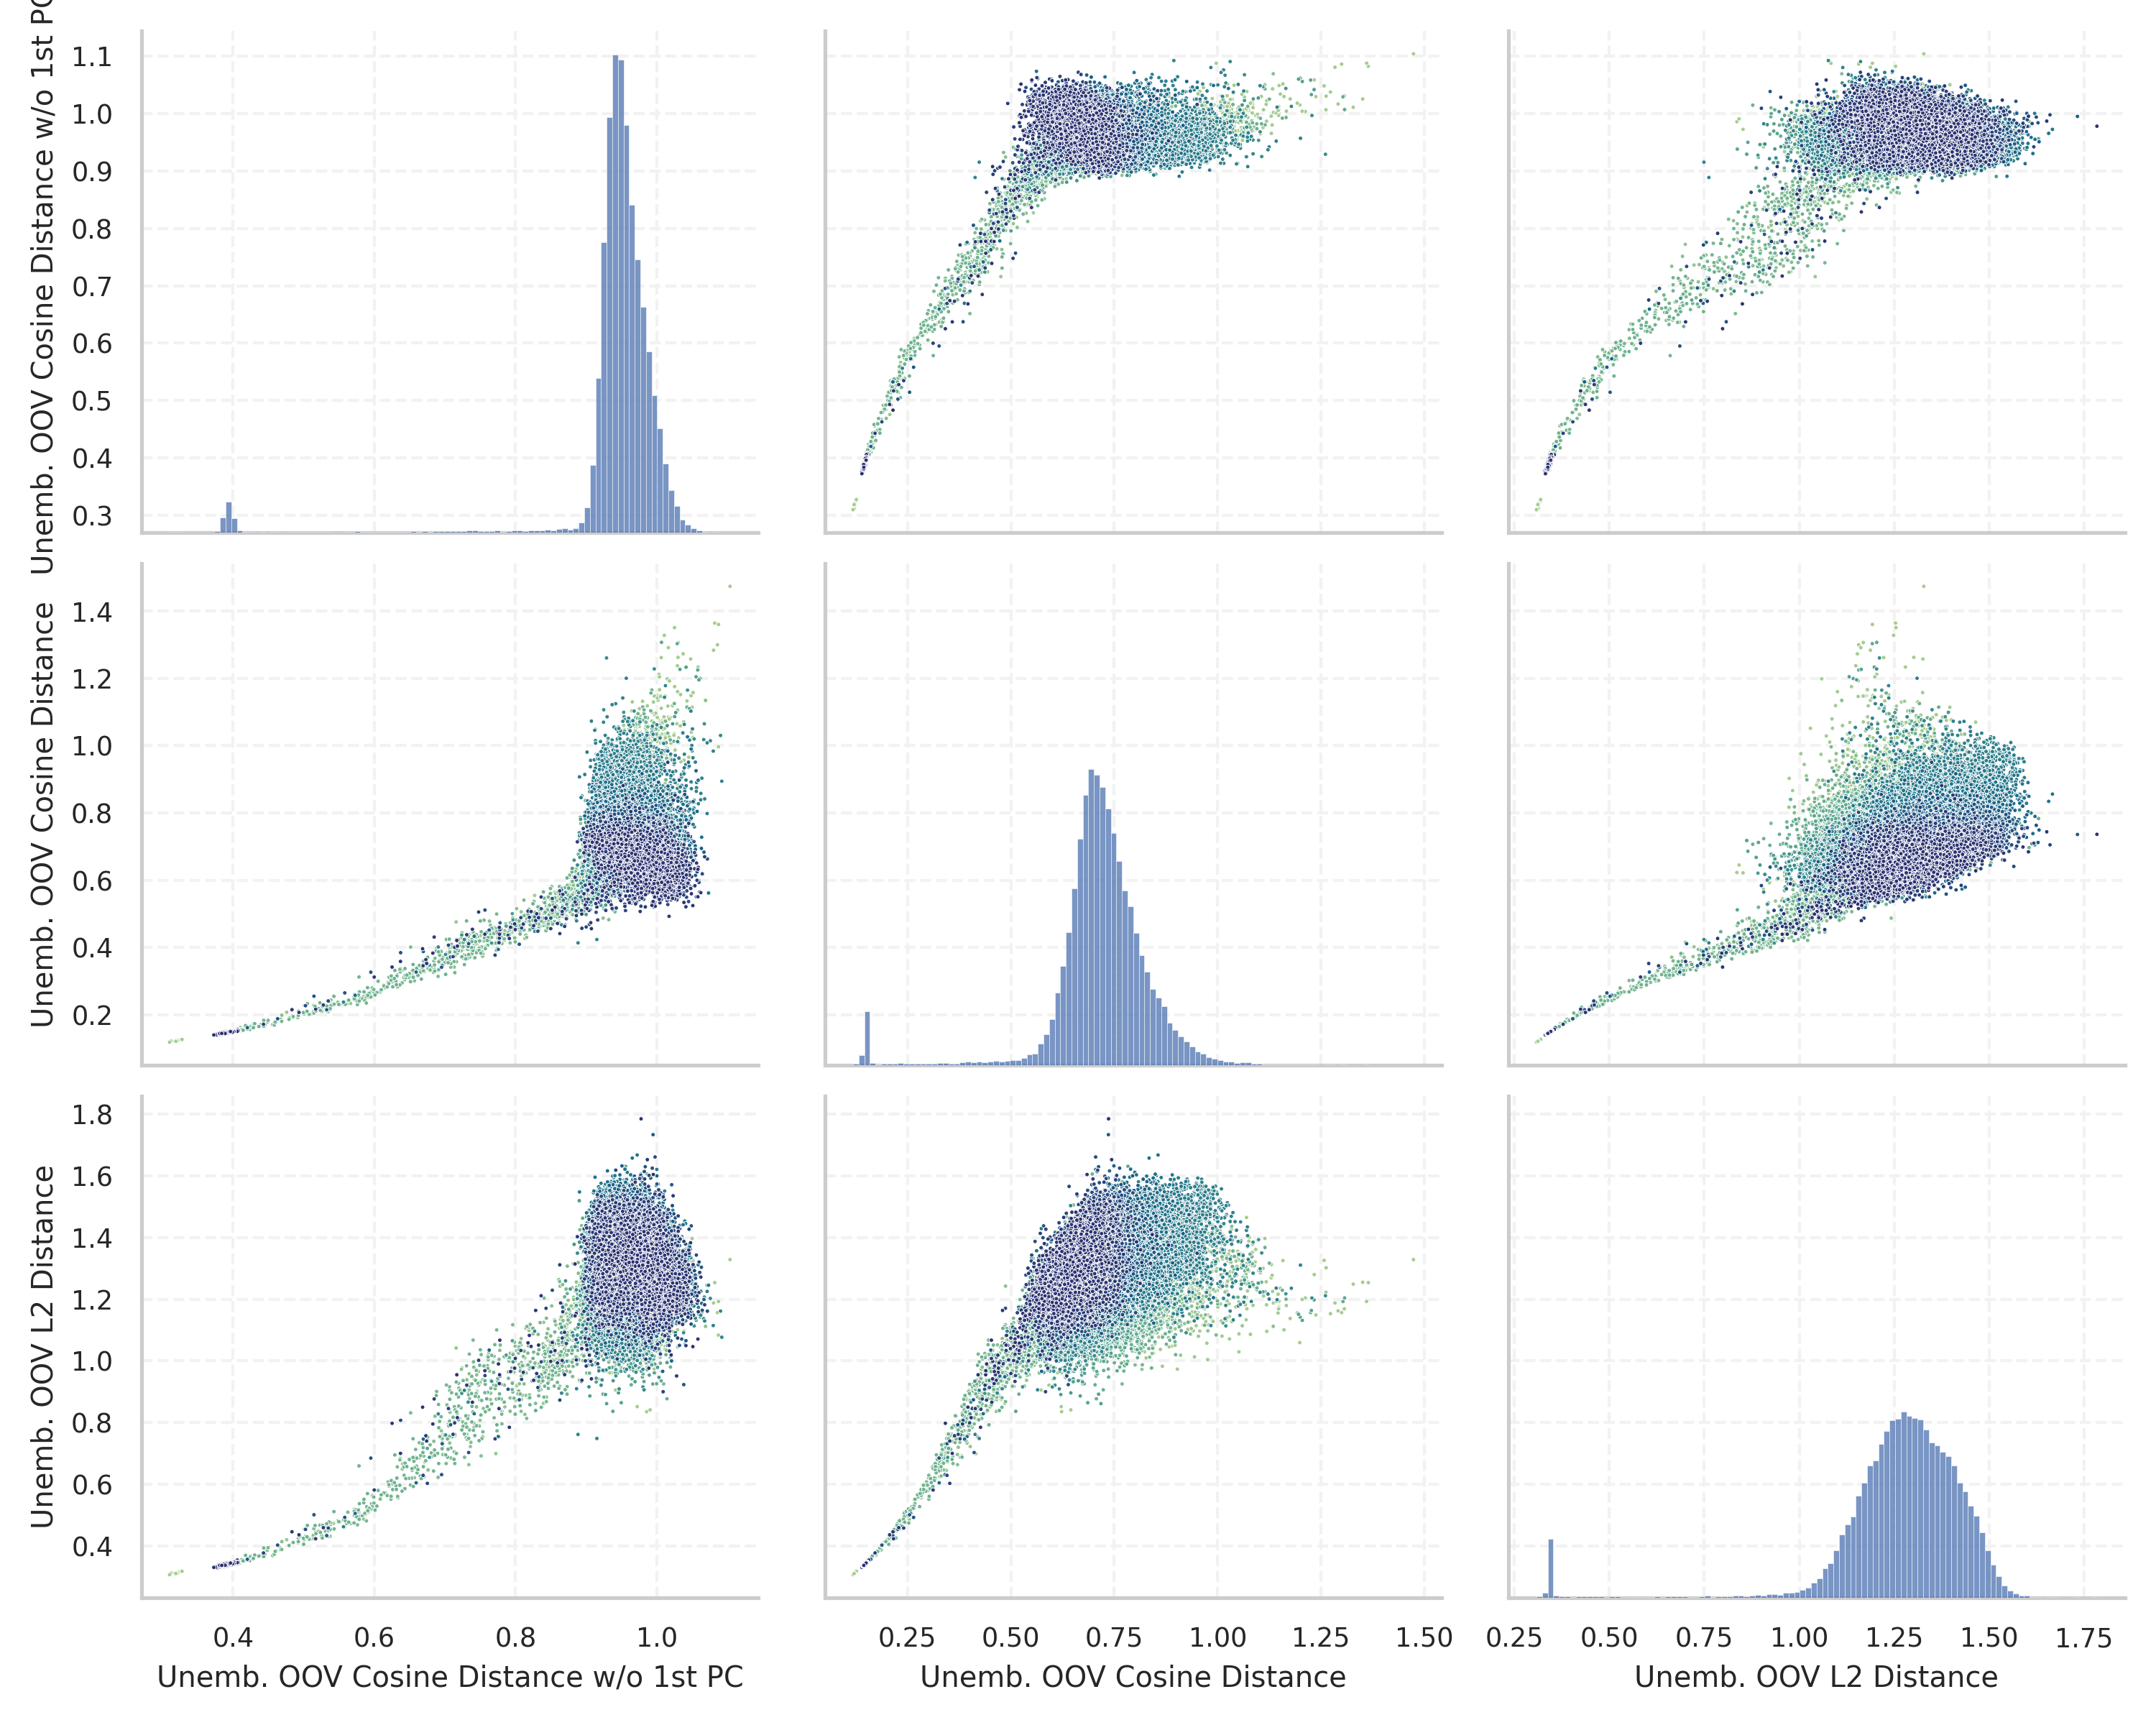 Unemb. OOV Cosine Distance w/o 1st PC
1.1
1.0
0.9
0.8
0.7
0.6
0.5
0.4
0.3
Unemb. OOV Cosine Distance
1.4
1.2
1.0
0.8
0.6
0.4
0.2
Unemb. OOV L2 Distance
1.8
1.6
1.4
1.2
1.0
0.8
0.6
0.4
0.4 0.6 0.8 1.0
0.25 0.50 0.75 1.00 1.25 1.50
0.25 0.50 0.75 1.00 1.25 1.50 1.75
Unemb. OOV Cosine Distance w/o 1st PC
Unemb. OOV Cosine Distance
Unemb. OOV L2 Distance